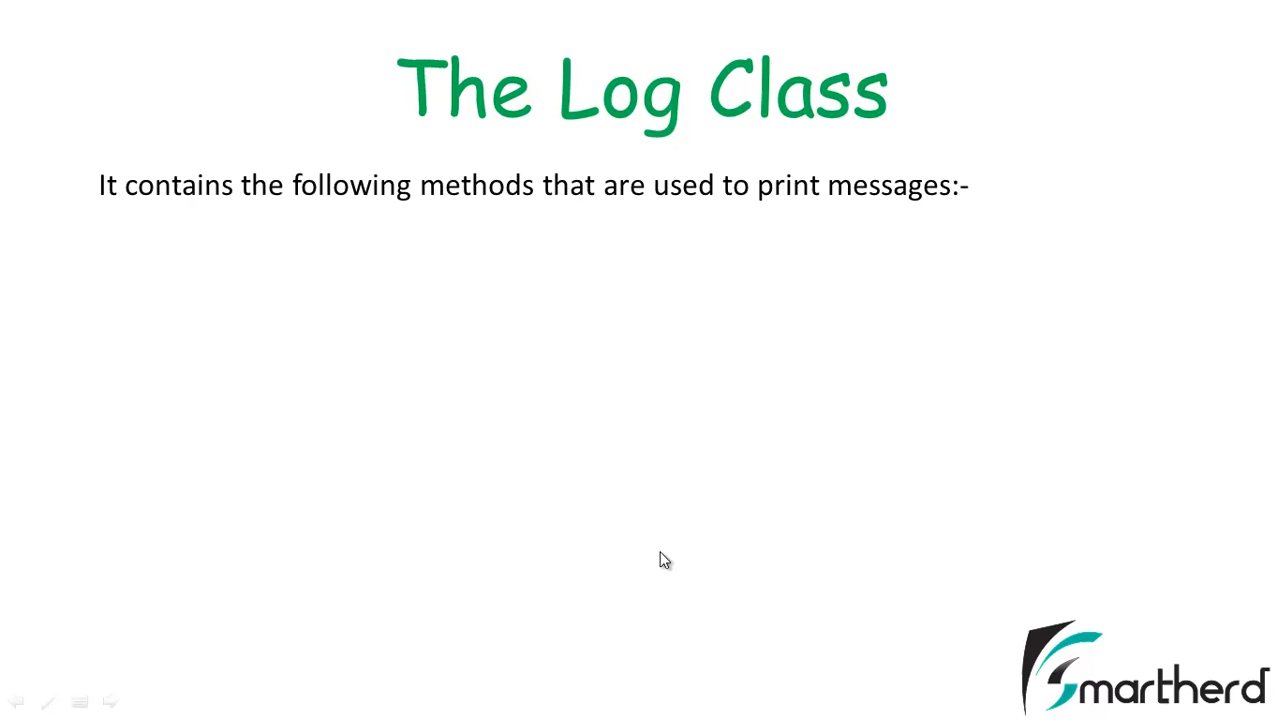 The Log Class
It contains the following methods that are used to print messages:-
Smartherd